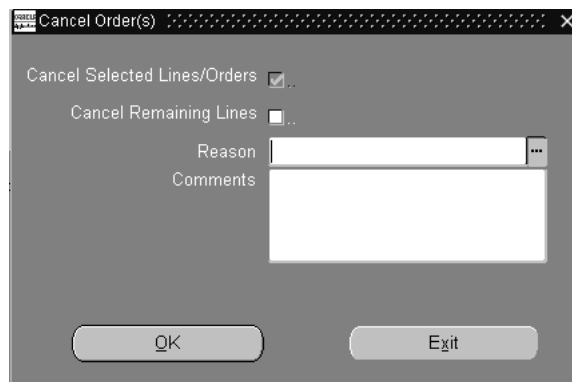 Cancel Order(s)
Cancel Selected Lines/Orders
Cancel Remaining Lines
Reason
Comments
OK
Exit